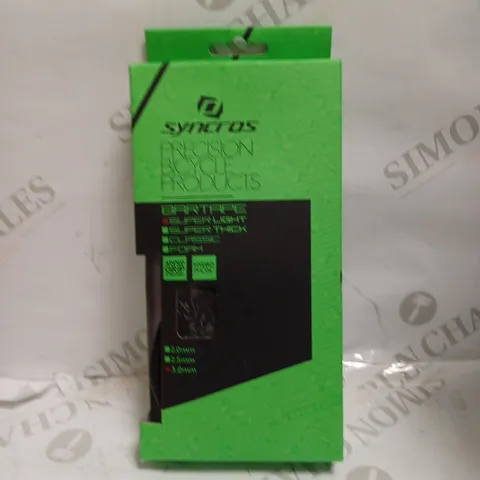 syncros
PRECISION
BICYCLE
PRODUCTS
BARTAPE
SUPER LIGHT
SUPER THICK
CLASSIC
FOAM
2.0mm
2.5mm
3.0mm